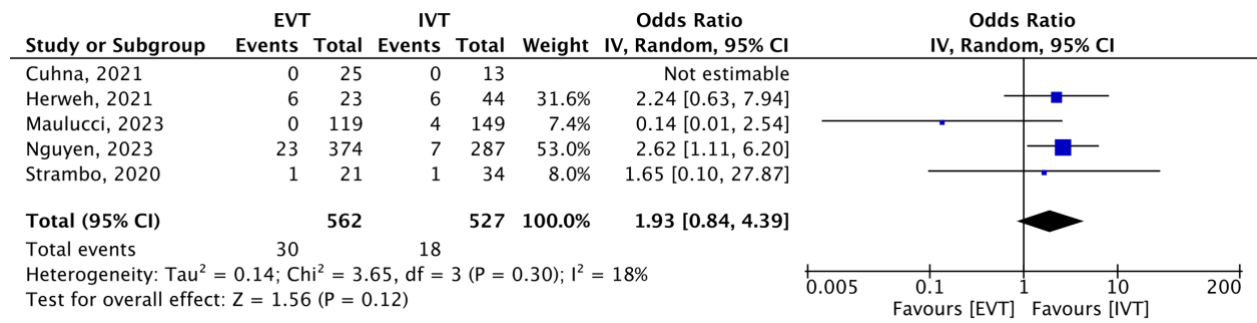 EVT IVT Odds Ratio Odds Ratio
Study or Subgroup Events Total Events Total Weight IV, Random, 95% CI IV, Random, 95% CI
Cuhna, 2021 0 25 0 13 Not estimable
Herweh, 2021 6 23 6 44 31.6% 2.24 [0.63, 7.94]
Maulucci, 2023 0 119 4 149 7.4% 0.14 [0.01, 2.54]
Nguyen, 2023 23 374 7 287 53.0% 2.62 [1.11, 6.20]
Strambo, 2020 1 21 1 34 8.0% 1.65 [0.10, 27.87]
Total (95% CI) 562 527 100.0% 1.93 [0.84, 4.39]
Total events 30 18
Heterogeneity: Tau² = 0.14; Chi² = 3.65, df = 3 (P = 0.30); I² = 18%
Test for overall effect: Z = 1.56 (P = 0.12)
0.005 0.1 1 10 200
Favours [EVT] Favours [IVT]